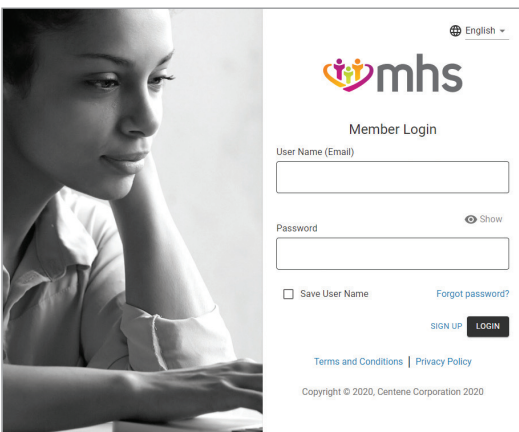 English
mhs
Member Login
User Name (Email)
Show
Password
Save User Name Forgot password?
SIGN UP LOGIN
Terms and Conditions | Privacy Policy
Copyright © 2020, Centene Corporation 2020